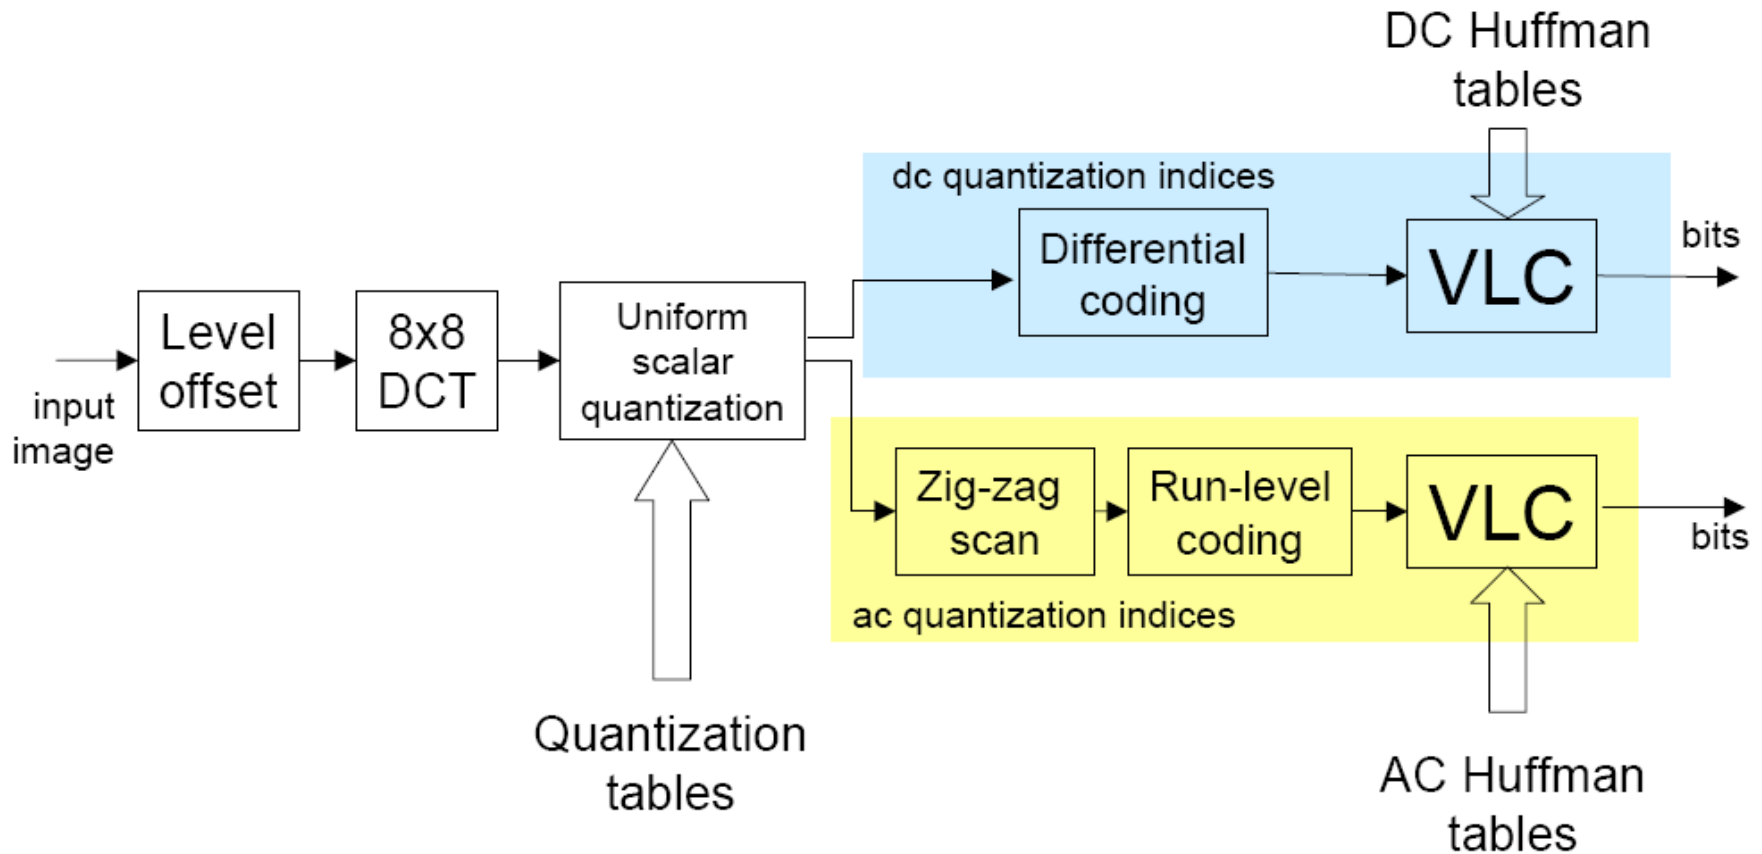 DC Huffman
tables
dc quantization indices
Differential
coding
VLC
bits
input
image
Level
offset
8x8
DCT
Uniform
scalar
quantization
Zig-zag
scan
Run-level
coding
VLC
bits
ac quantization indices
Quantization
tables
AC Huffman
tables